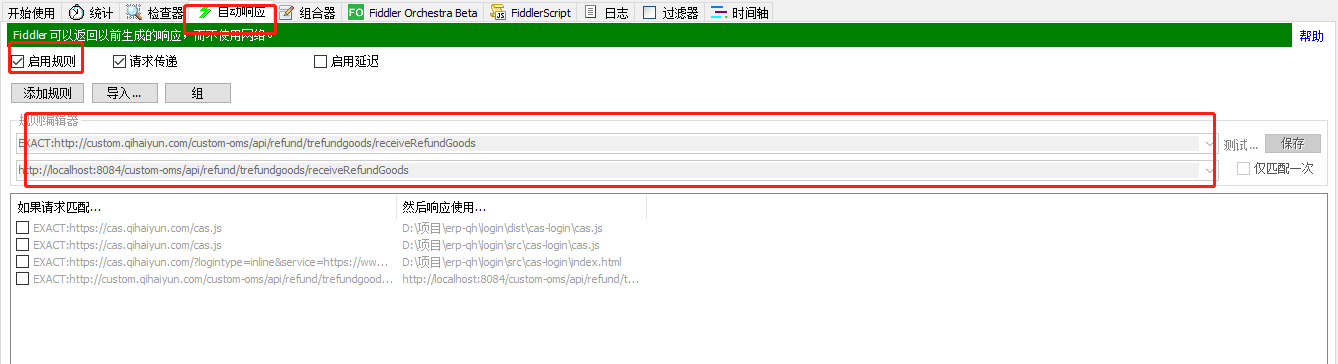 开始使用 统计 检查器 自动响应 组合器 FO Fiddler Orchestra Beta FiddlerScript 日志 过滤器 时间轴
Fiddler 可以返回以前生成的响应，而不使用网络。 帮助
启用规则 请求传递 启用延迟
添加规则 导入... 组
规则编辑器
EXACT:http://custom.qihaiyun.com/custom-oms/api/refund/trefundgoods/receiveRefundGoods 测试... 保存
http://localhost:8084/custom-oms/api/refund/trefundgoods/receiveRefundGoods 仅匹配一次
如果请求匹配... 然后响应使用...
EXACT:https://cas.qihaiyun.com/cas.js D:\项目\erp-qh\login\dist\cas-login\cas.js
EXACT:https://cas.qihaiyun.com/cas.js D:\项目\erp-qh\login\src\cas-login\cas.js
EXACT:https://cas.qihaiyun.com/?logintype=inline&service=https://ww... D:\项目\erp-qh\login\src\cas-login\index.html
EXACT:http://custom.qihaiyun.com/custom-oms/api/refund/trefundgood... http://localhost:8084/custom-oms/api/refund/t...